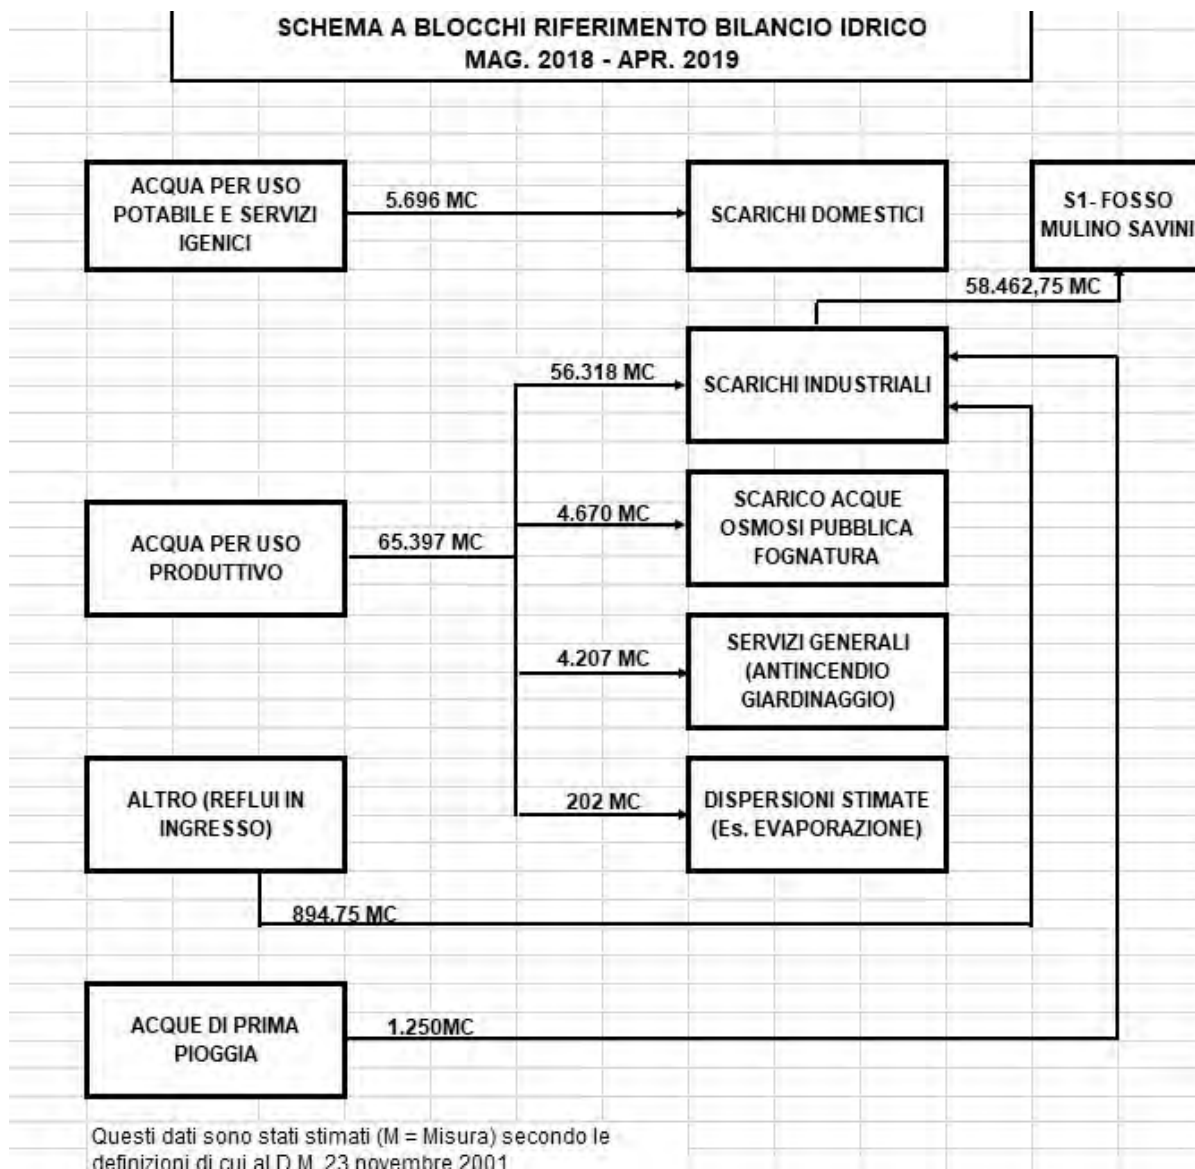 SCHEMA A BLOCCHI RIFERIMENTO BILANCIO IDRICO
MAG. 2018 - APR. 2019
ACQUA PER USO
POTABILE E SERVIZI
IGENICI
5.696 MC
SCARICHI DOMESTICI
S1- FOSSO
MULINO SAVINI
58.462,75 MC
56.318 MC
SCARICHI INDUSTRIALI
ACQUA PER USO
PRODUTTIVO
65.397 MC
4.670 MC
SCARICO ACQUE
OSMOSI PUBBLICA
FOGNATURA
4.207 MC
SERVIZI GENERALI
(ANTINCENDIO
GIARDINAGGIO)
ALTRO (REFLUI IN
INGRESSO)
202 MC
DISPERSIONI STIMATE
(Es. EVAPORAZIONE)
894,75 MC
ACQUE DI PRIMA
PIOGGIA
1.250MC
Questi dati sono stati stimati (M = Misura) secondo le
definizioni di cui al D.M. 23 novembre 2001